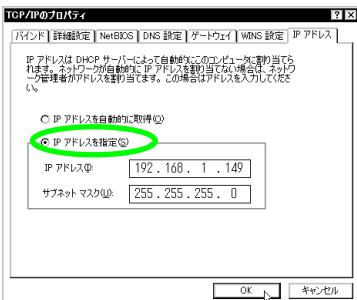 TCP/IPのプロパティ
バインド 詳細設定 NetBIOS DNS 設定 ゲートウェイ WINS 設定 IP アドレス
IP アドレスは DHCP サーバーによって自動的にこのコンピュータに割り当てら
れます。ネットワークが自動的に IP アドレスを割り当てない場合は、ネットワ
ーク管理者がアドレスを割り当てます。この場合はアドレスを入力してくださ
い。
IP アドレスを自動的に取得(O)
IP アドレスを指定(S)
IP アドレス(I):
192.168. 1 .149
サブネット マスク(U):
255.255.255. 0
OK
キャンセル